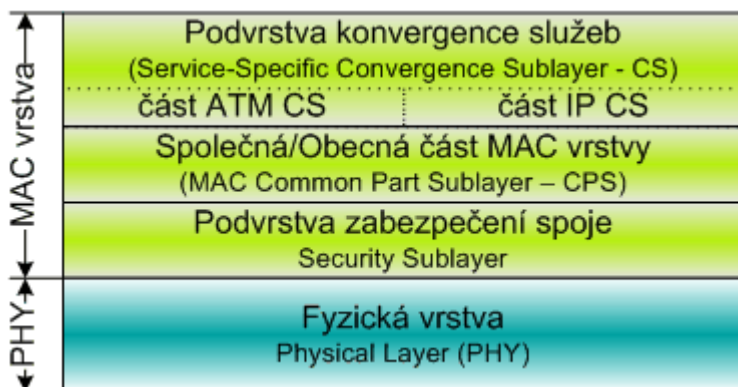 MAC vrstva
Podvrstva konvergence služeb
(Service-Specific Convergence Sublayer - CS)
část ATM CS
část IP CS
Společná/Obecná část MAC vrstvy
(MAC Common Part Sublayer – CPS)
Podvrstva zabezpečení spoje
Security Sublayer
PHY
Fyzická vrstva
Physical Layer (PHY)